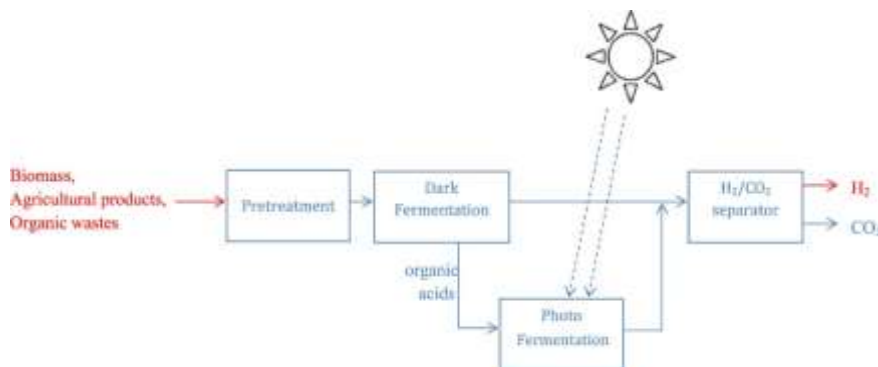 Biomass,
Agricultural products,
Organic wastes
Pretreatment
Dark
Fermentation
organic
acids
Photo
Fermentation
H₂/CO₂
separator
H₂
CO₂